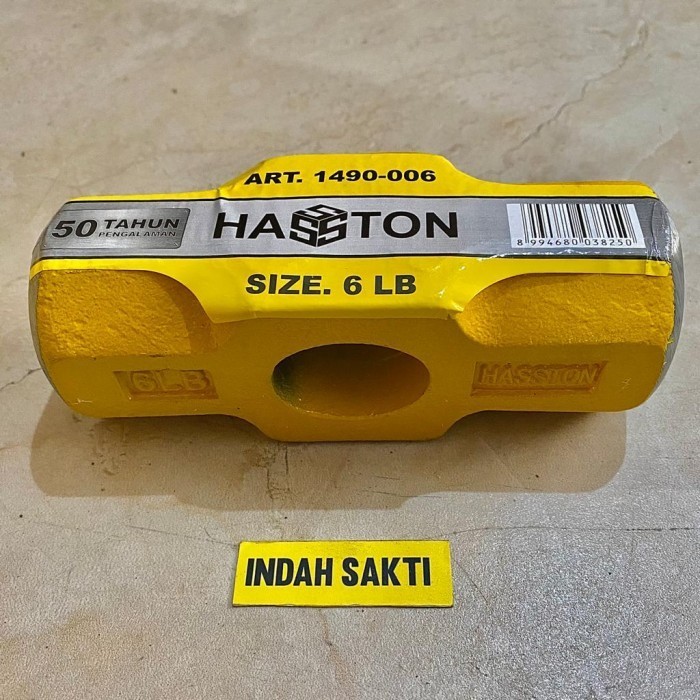 ART. 1490-006
50 TAHUN
PENGALAMAN
HASSTON
8 994680 038250
SIZE. 6 LB
6LB
HASSTON
INDAH SAKTI